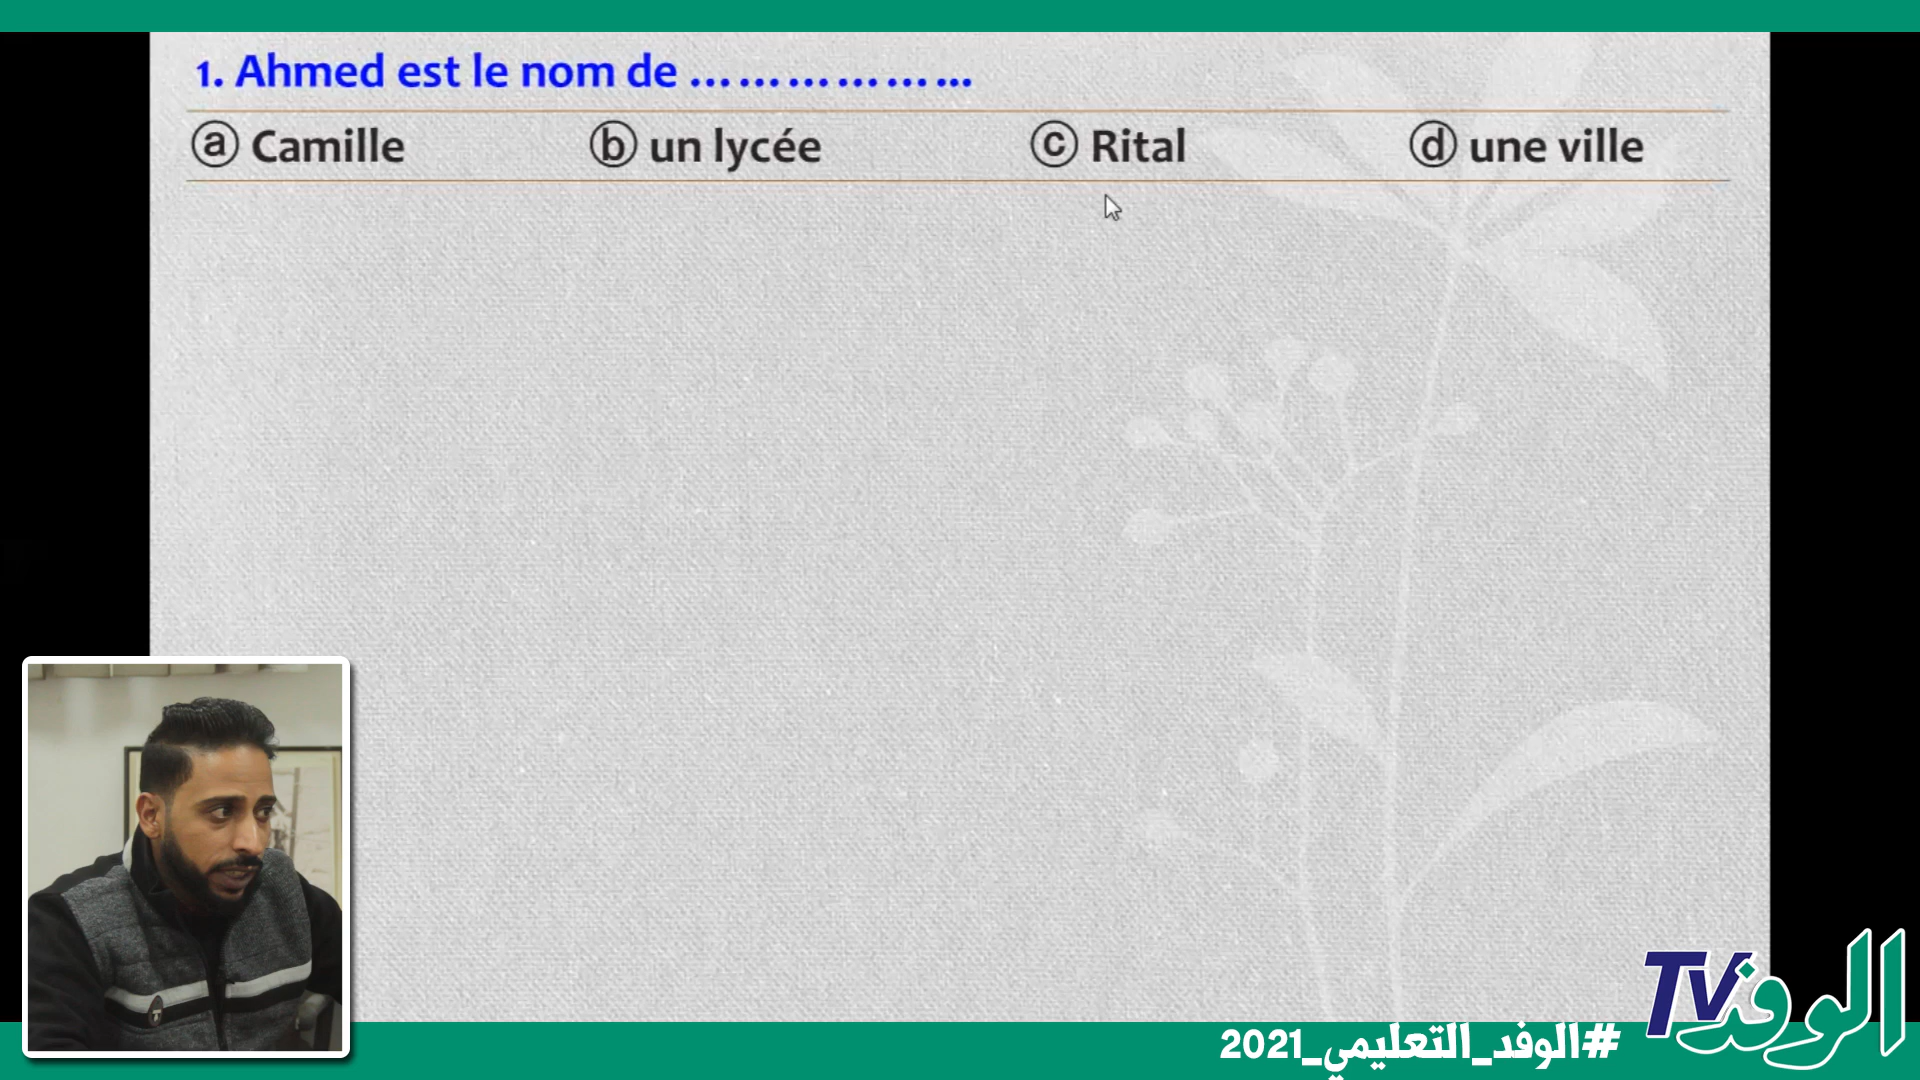 1. Ahmed est le nom de ………………...
ⓐ Camille ⓑ un lycée ⓒ Rital ⓓ une ville
الوفد TV
#الوفد_التعليمي_2021